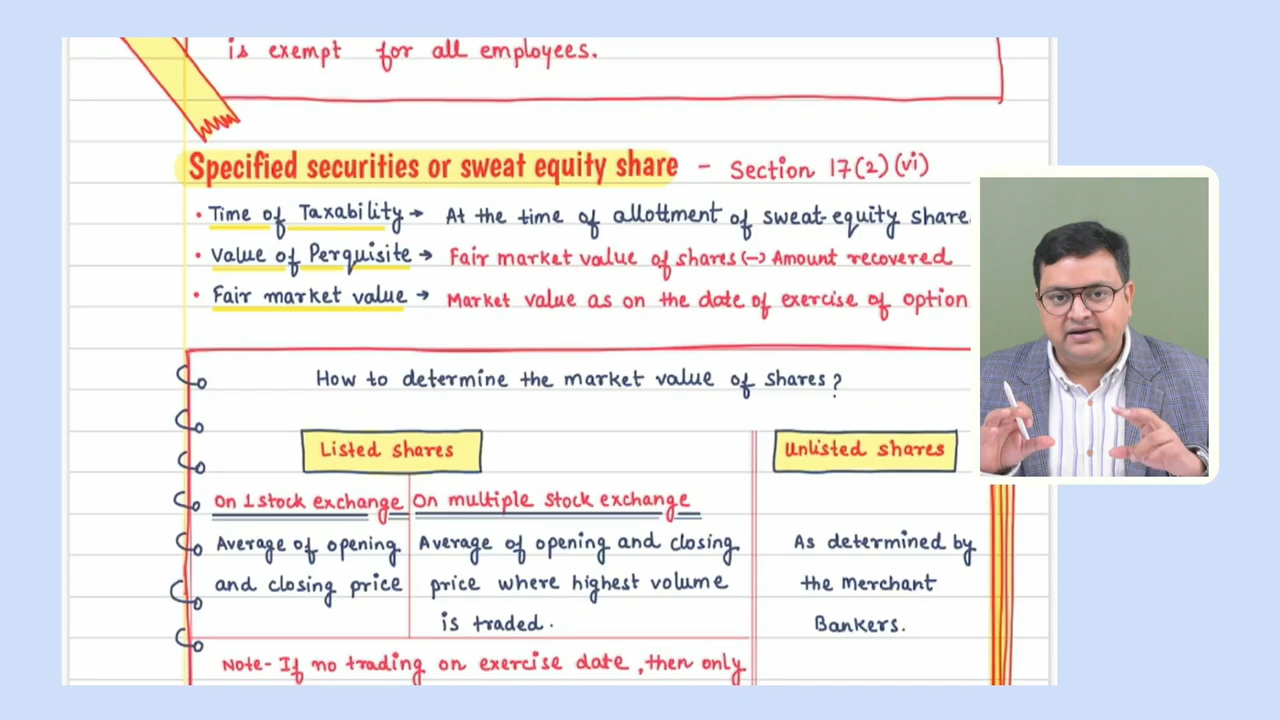 is exempt for all employees.
Specified securities or sweat equity share - Section 17(2)(vi)
• Time of Taxability → At the time of allottment of sweat-equity share
• Value of Perquisite → Fair market value of shares (-) Amount recovered
• Fair market value → Market value as on the date of exercise of option
How to determine the market value of shares?
Listed shares
Unlisted shares
On 1 stock exchange
Average of opening
and closing price
On multiple stock exchange
Average of opening and closing
price where highest volume
is traded.
As determined by
the merchant
Bankers.
Note- If no trading on exercise date, then only